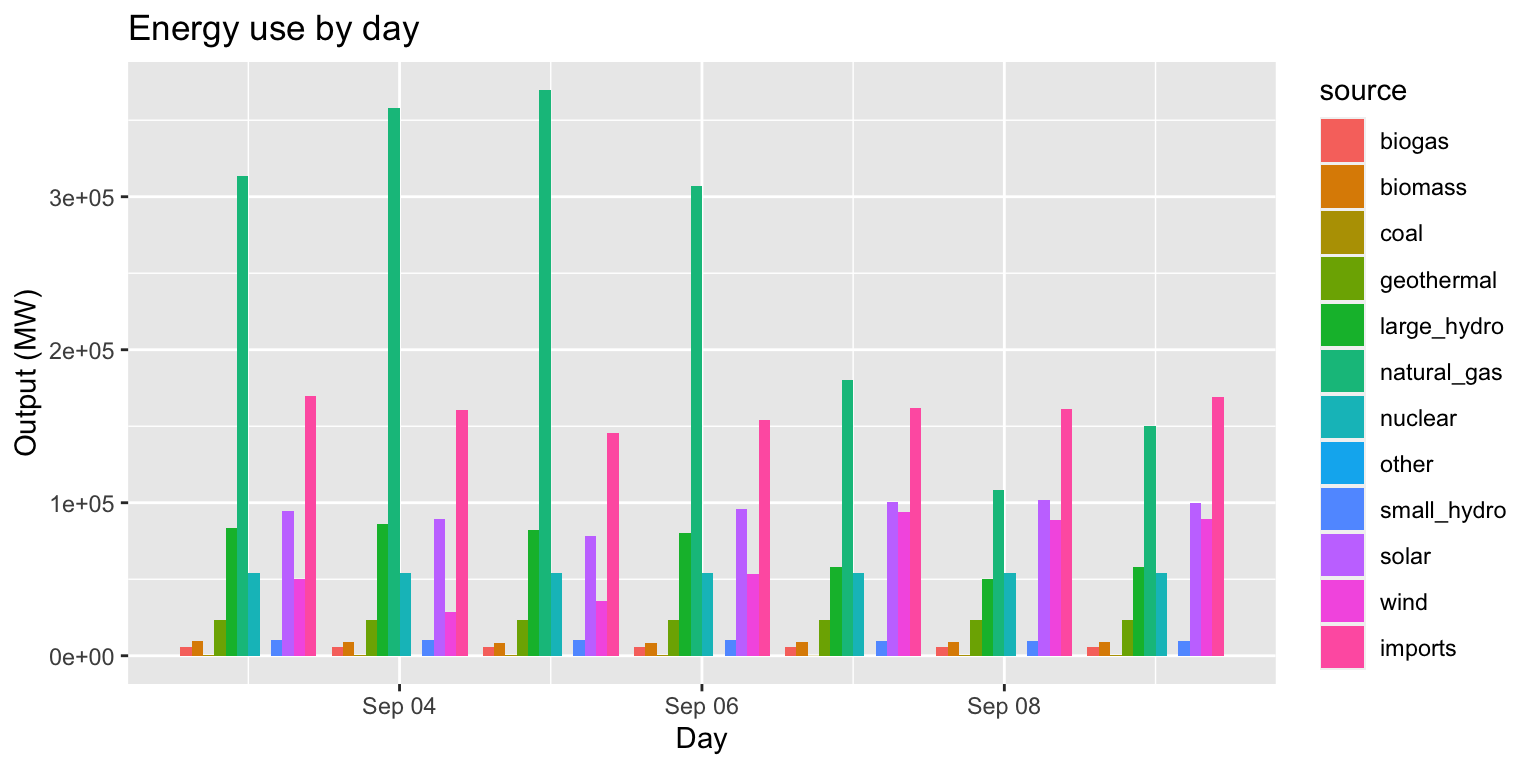 Energy use by day
Output (MW)
3e+05
2e+05
1e+05
0e+00
Sep 04
Sep 06
Sep 08
Day
source
biogas
biomass
coal
geothermal
large_hydro
natural_gas
nuclear
other
small_hydro
solar
wind
imports